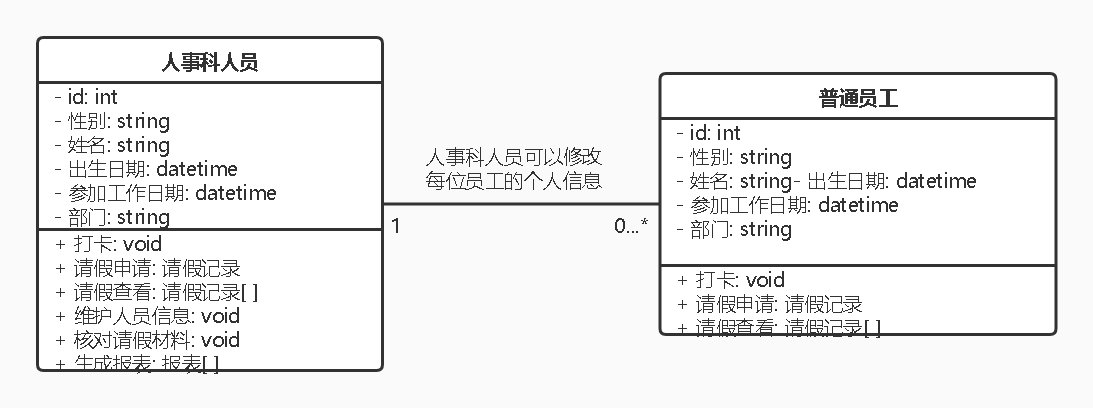 人事科人员
- id: int
- 性别: string
- 姓名: string
- 出生日期: datetime
- 参加工作日期: datetime
- 部门: string
+ 打卡: void
+ 请假申请: 请假记录
+ 请假查看: 请假记录[ ]
+ 维护人员信息: void
+ 核对请假材料: void
+ 生成报表: 报表[ ]
人事科人员可以修改
每位员工的个人信息
1
0...*
普通员工
- id: int
- 性别: string
- 姓名: string- 出生日期: datetime
- 参加工作日期: datetime
- 部门: string
+ 打卡: void
+ 请假申请: 请假记录
+ 请假查看: 请假记录[ ]